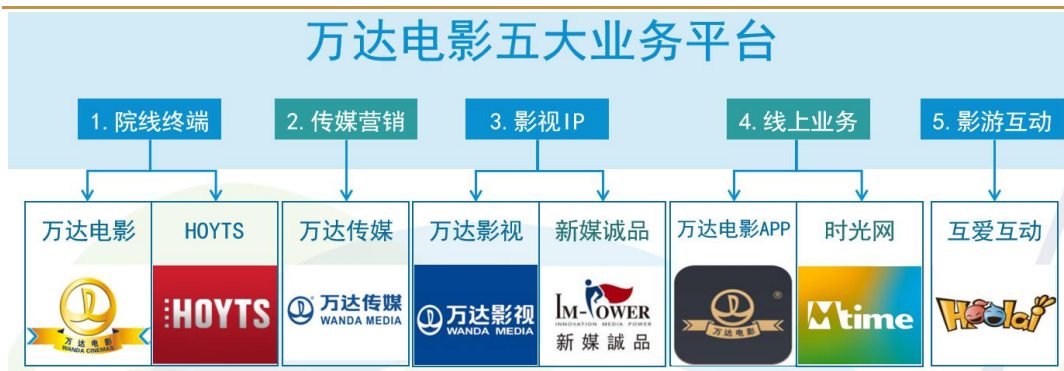 万达电影五大业务平台
1.院线终端
2.传媒营销
3.影视IP
4.线上业务
5.影游互动
万达电影
HOYTS
万达传媒
万达影视
新媒诚品
万达电影APP
时光网
互爱互动
万达电影
WANDA CINEMAS
HOYTS
万达传媒
WANDA MEDIA
万达影视
WANDA MEDIA
IM-POWER
INNOVATION MEDIA POWER
新媒誠品
万达电影
®
Mtime
Hoolai